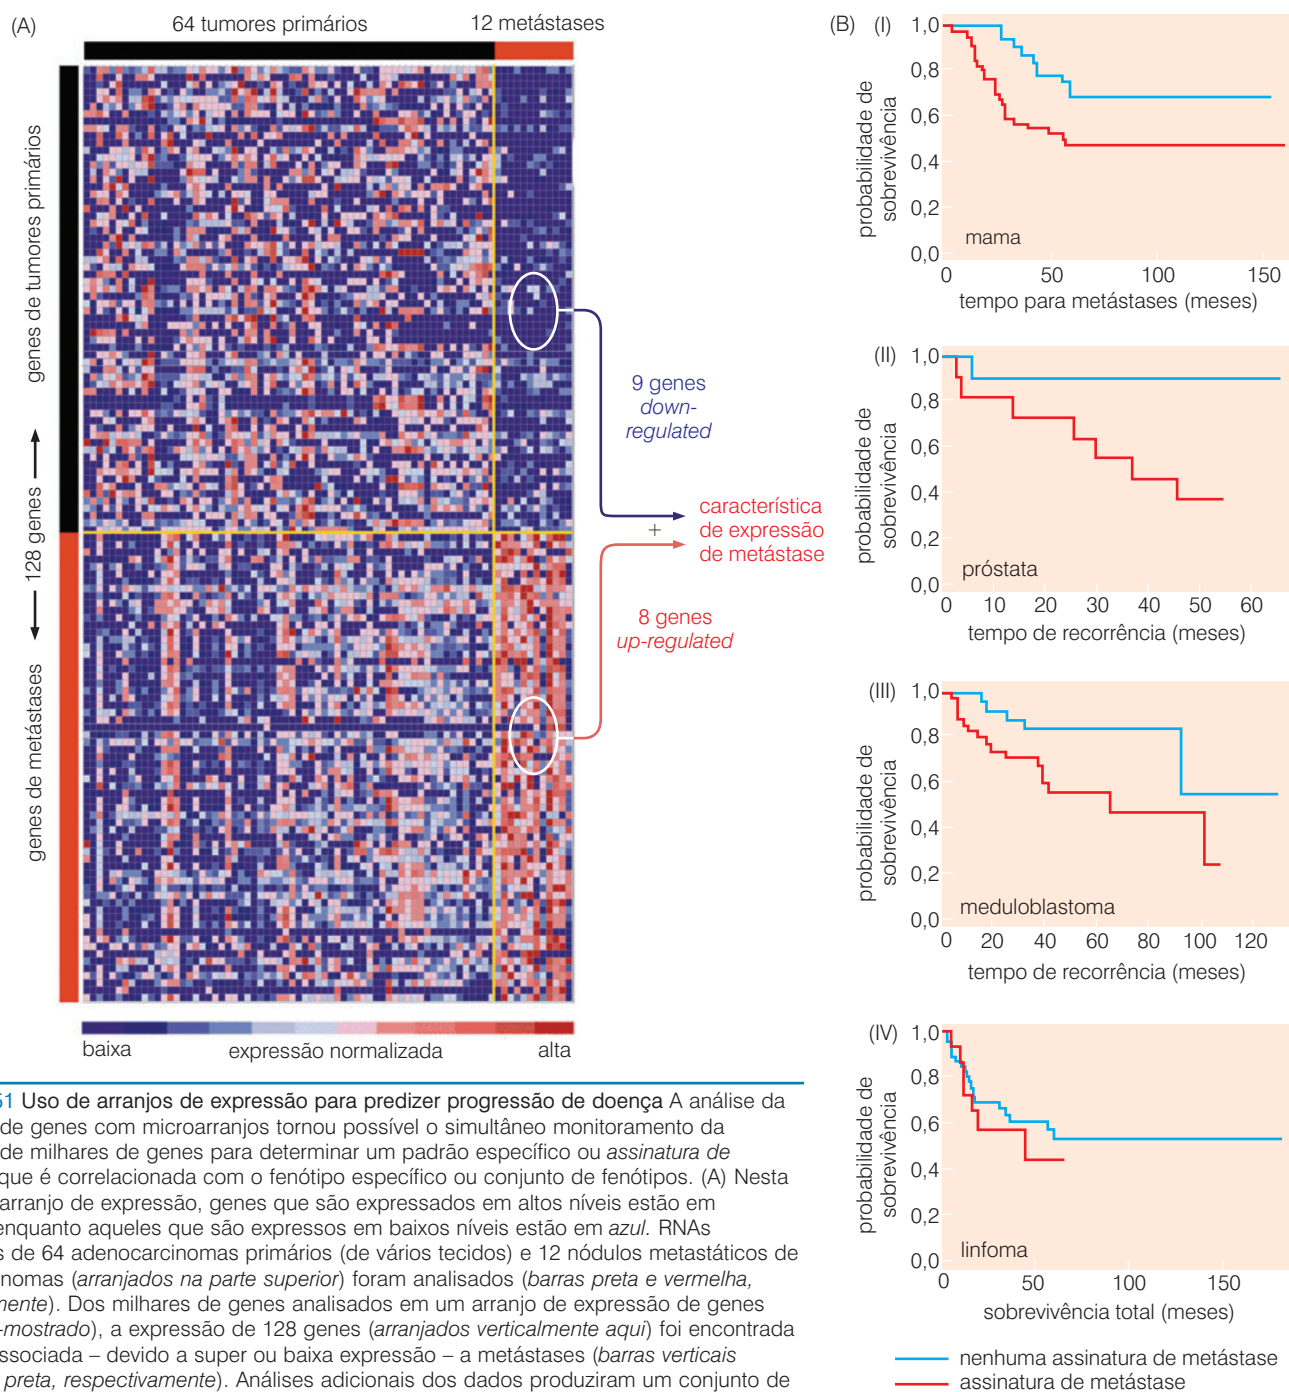 (A)
64 tumores primários
12 metástases
genes de tumores primários
128 genes
genes de metástases
9 genes
down-
regulated
+
característica
de expressão
de metástase
8 genes
up-regulated
baixa
expressão normalizada
alta
(B)
(I)
probabilidade de
sobrevivência
1,0
0,8
0,6
0,4
0,2
0,0
mama
0 50 100 150
tempo para metástases (meses)
(II)
probabilidade de
sobrevivência
1,0
0,8
0,6
0,4
0,2
0,0
próstata
0 10 20 30 40 50 60
tempo de recorrência (meses)
(III)
probabilidade de
sobrevivência
1,0
0,8
0,6
0,4
0,2
0,0
meduloblastoma
0 20 40 60 80 100 120
tempo de recorrência (meses)
(IV)
probabilidade de
sobrevivência
1,0
0,8
0,6
0,4
0,2
0,0
linfoma
0 50 100 150
sobrevivência total (meses)
nenhuma assinatura de metástase
assinatura de metástase
51 Uso de arranjos de expressão para predizer progressão de doença A análise da
de genes com microarranjos tornou possível o simultâneo monitoramento da
de milhares de genes para determinar um padrão específico ou assinatura de
que é correlacionada com o fenótipo específico ou conjunto de fenótipos. (A) Nesta
arranjo de expressão, genes que são expressados em altos níveis estão em
enquanto aqueles que são expressos em baixos níveis estão em azul. RNAs
s de 64 adenocarcinomas primários (de vários tecidos) e 12 nódulos metastáticos de
nomas (arranjados na parte superior) foram analisados (barras preta e vermelha,
mente). Dos milhares de genes analisados em um arranjo de expressão de genes
-mostrado), a expressão de 128 genes (arranjados verticalmente aqui) foi encontrada
ssociada – devido a super ou baixa expressão – a metástases (barras verticais
preta, respectivamente). Análises adicionais dos dados produziram um conjunto de